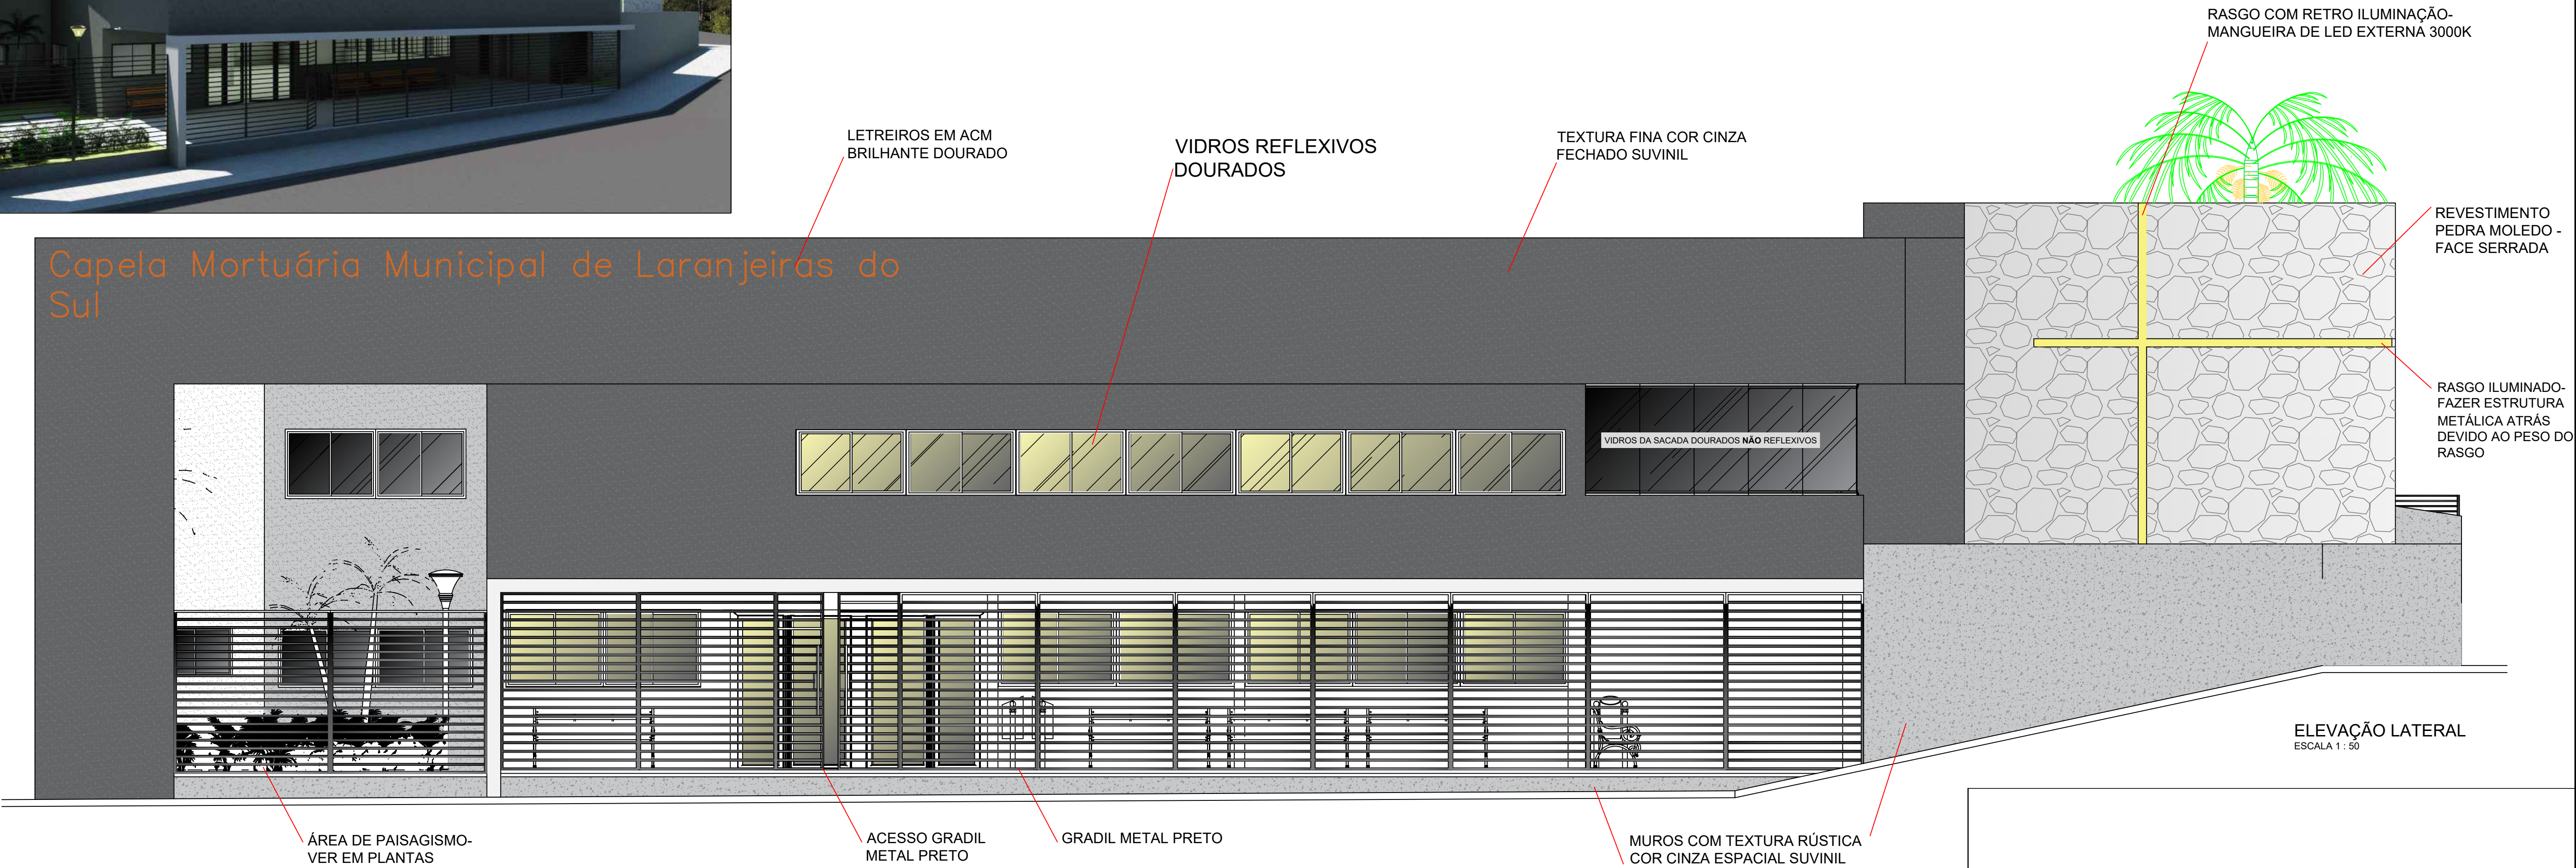 RASGO COM RETRO ILUMINAÇÃO-
MANGUEIRA DE LED EXTERNA 3000K
LETREIROS EM ACM
BRILHANTE DOURADO
VIDROS REFLEXIVOS
DOURADOS
TEXTURA FINA COR CINZA
FECHADO SUVINIL
REVESTIMENTO
PEDRA MOLEDO -
FACE SERRADA
Capela Mortuária Municipal de Laranjeiras do
Sul
RASGO ILUMINADO-
FAZER ESTRUTURA
METÁLICA ATRÁS
DEVIDO AO PESO DO
RASGO
VIDROS DA SACADA DOURADOS NÃO REFLEXIVOS
ELEVAÇÃO LATERAL
ESCALA 1 : 50
ÁREA DE PAISAGISMO-
VER EM PLANTAS
ACESSO GRADIL
METAL PRETO
GRADIL METAL PRETO
MUROS COM TEXTURA RÚSTICA
COR CINZA ESPACIAL SUVINIL